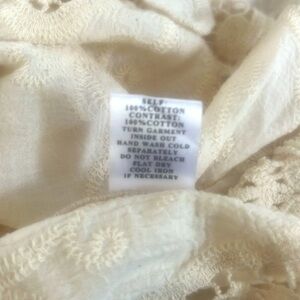 SELF:
100%COTTON
CONTRAST:
100%COTTON
TURN GARMENT
INSIDE OUT
HAND WASH COLD
SEPARATELY
DO NOT BLEACH
FLAT DRY
COOL IRON
IF NECESSARY